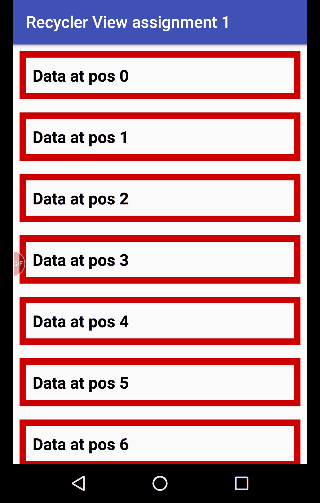 Recycler View assignment 1
Data at pos 0
Data at pos 1
Data at pos 2
Data at pos 3
Data at pos 4
Data at pos 5
Data at pos 6